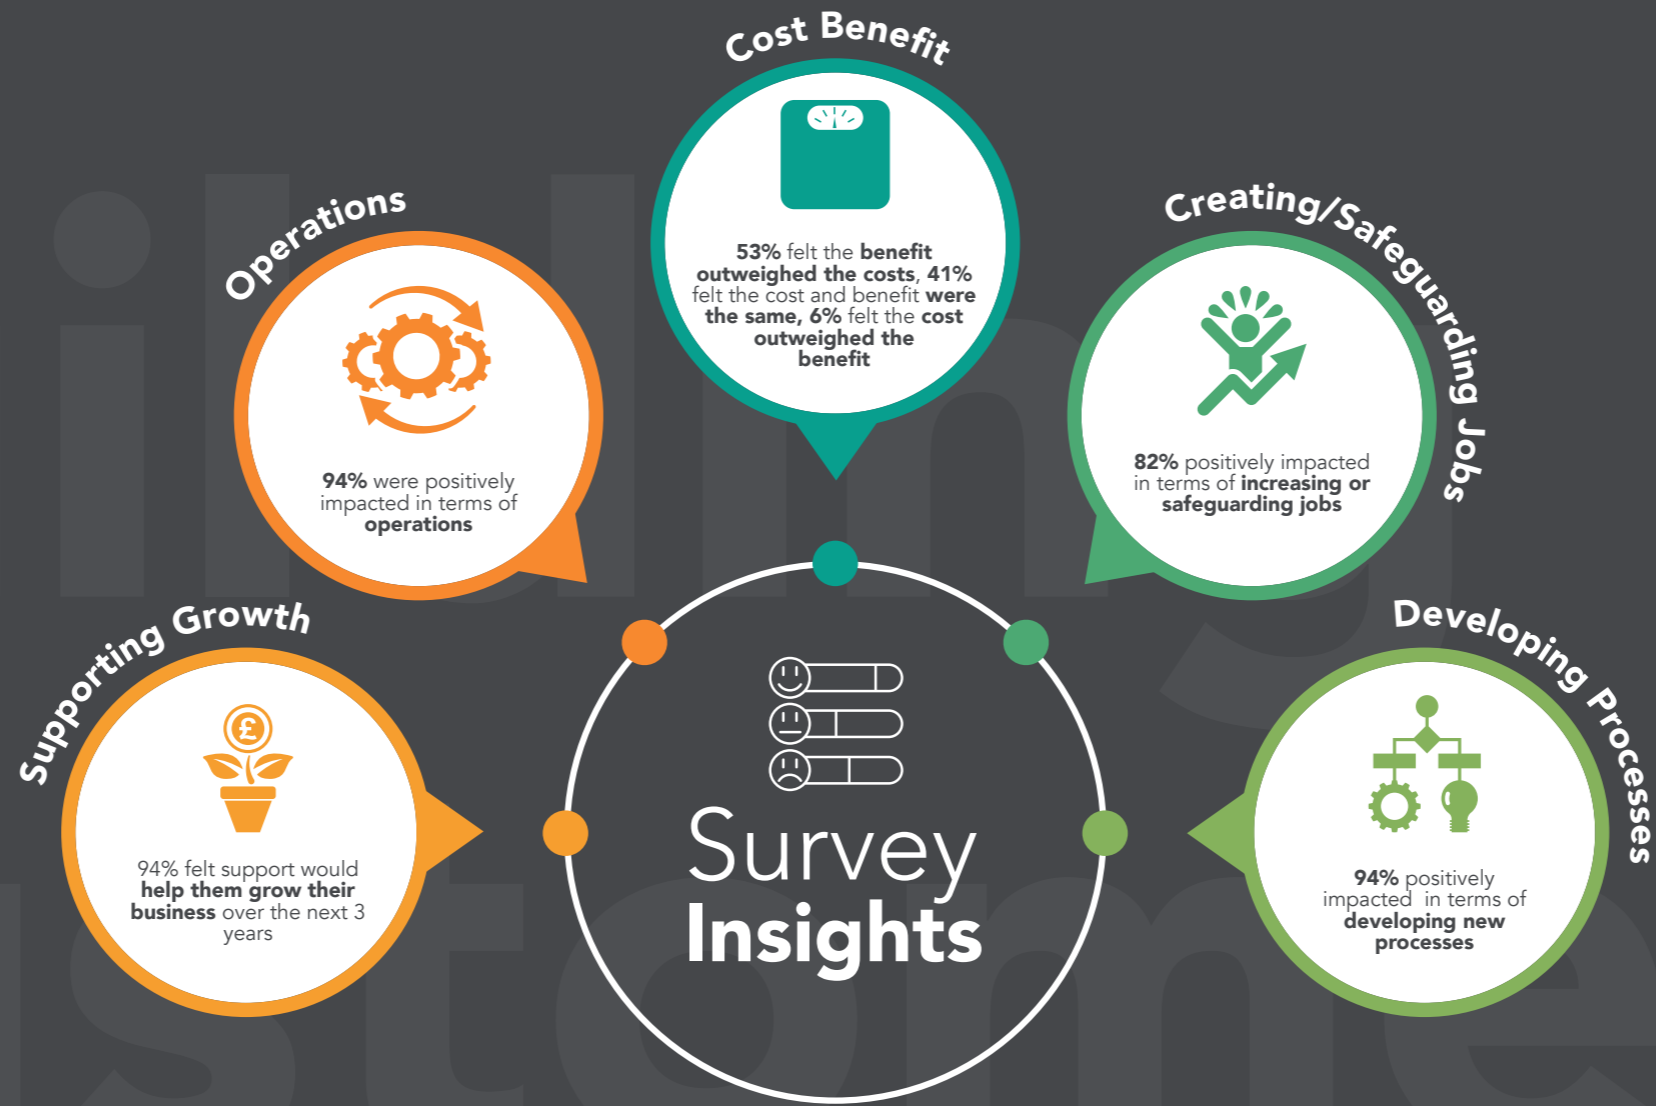 Cost Benefit
53% felt the benefit
outweighed the costs, 41%
felt the cost and benefit were
the same, 6% felt the cost
outweighed the
benefit
Operations
94% were positively
impacted in terms of
operations
Creating/Safeguarding Jobs
82% positively impacted
in terms of increasing or
safeguarding jobs
Supporting Growth
£
94% felt support would
help them grow their
business over the next 3
years
Developing Processes
94% positively
impacted in terms of
developing new
processes
Survey
Insights
ilding
stome